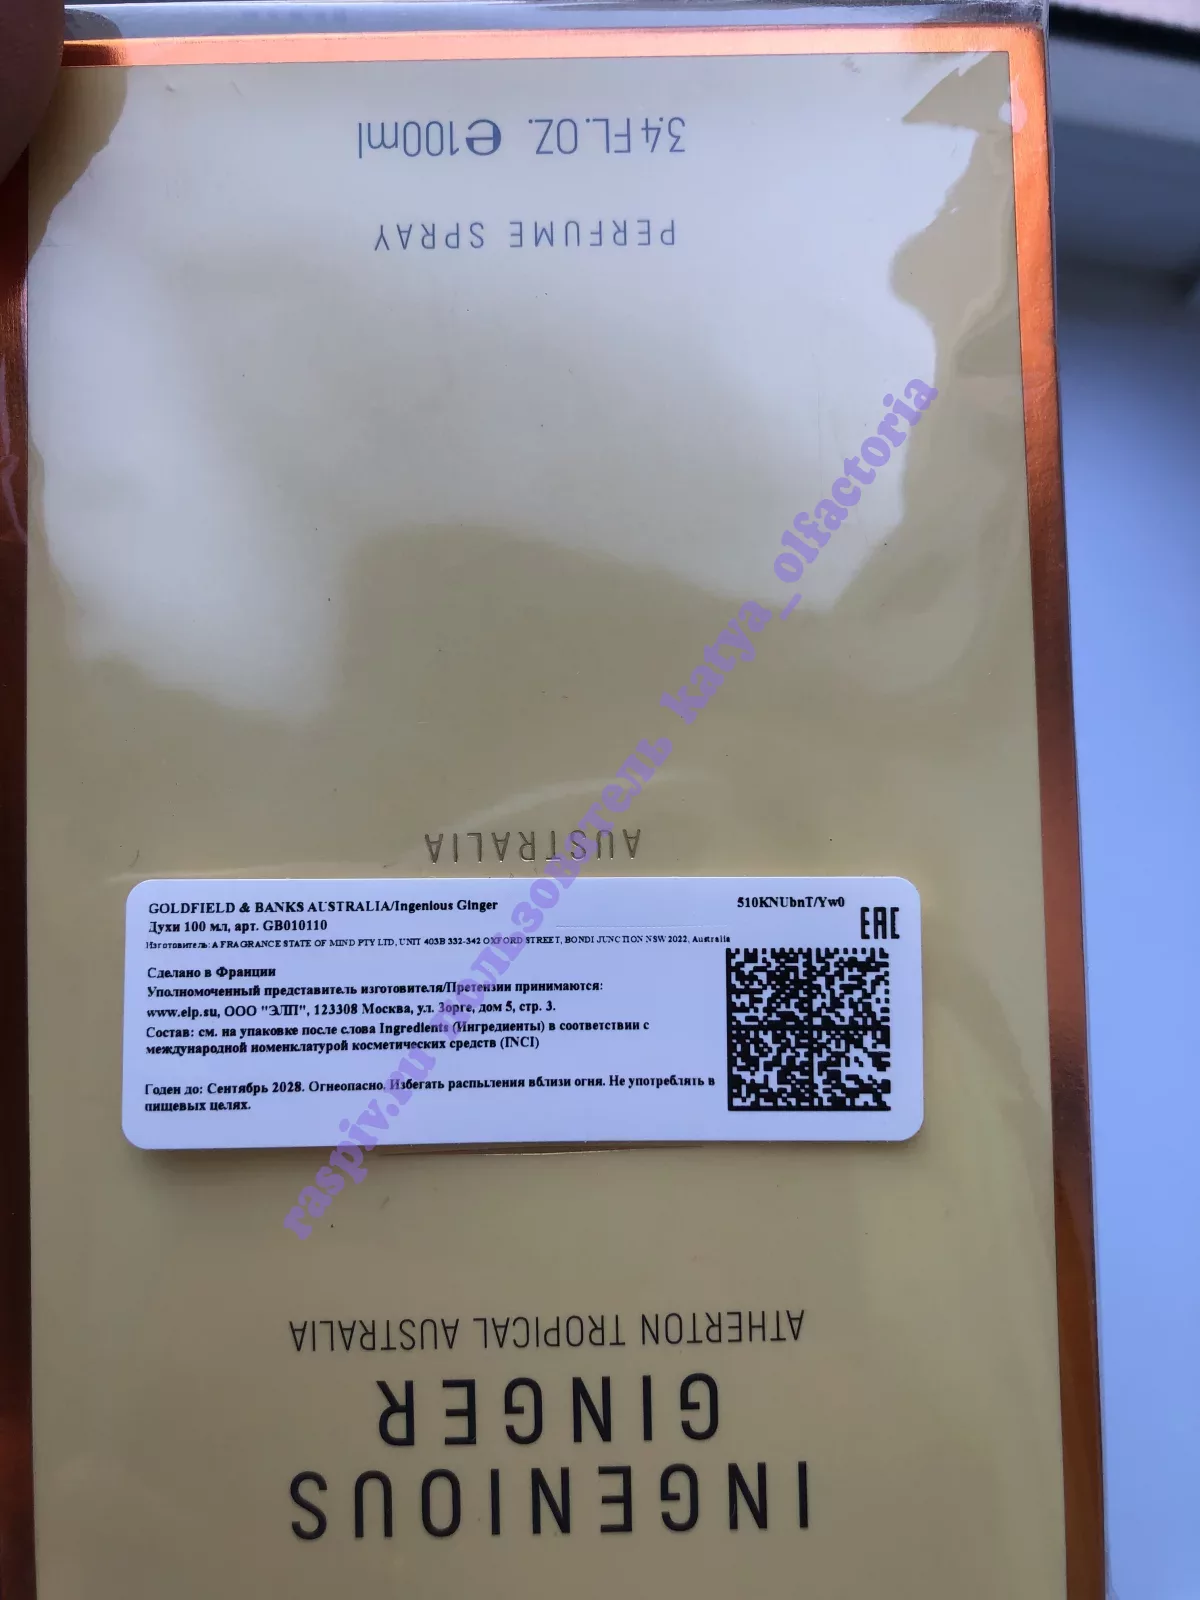 3.4 FL.OZ. ℮100ml
PERFUME SPRAY
AUSTRALIA
GOLDFIELD & BANKS AUSTRALIA/Ingenious Ginger
510KNUbnT/Yw0
Духи 100 мл, арт. GB010110
EAC
Изготовитель: A FRAGRANCE STATE OF MIND PTY LTD, UNIT 403B 332-342 OXFORD STREET, BONDI JUNCTION NSW 2022, Australia
Сделано в Франции
Уполномоченный представитель изготовителя/Претензии принимаются:
www.elp.su, ООО "ЭЛП", 123308 Москва, ул. Зорге, дом 5, стр. 3.
Состав: см. на упаковке после слова Ingredients (Ингредиенты) в соответствии с
международной номенклатурой косметических средств (INCI)
Годен до: Сентябрь 2028. Огнеопасно. Избегать распыления вблизи огня. Не употреблять в
пищевых целях.
ATHERTON TROPICAL AUSTRALIA
GINGER
INGENIOUS
raspiv.ru пользователь katya_olfactoria